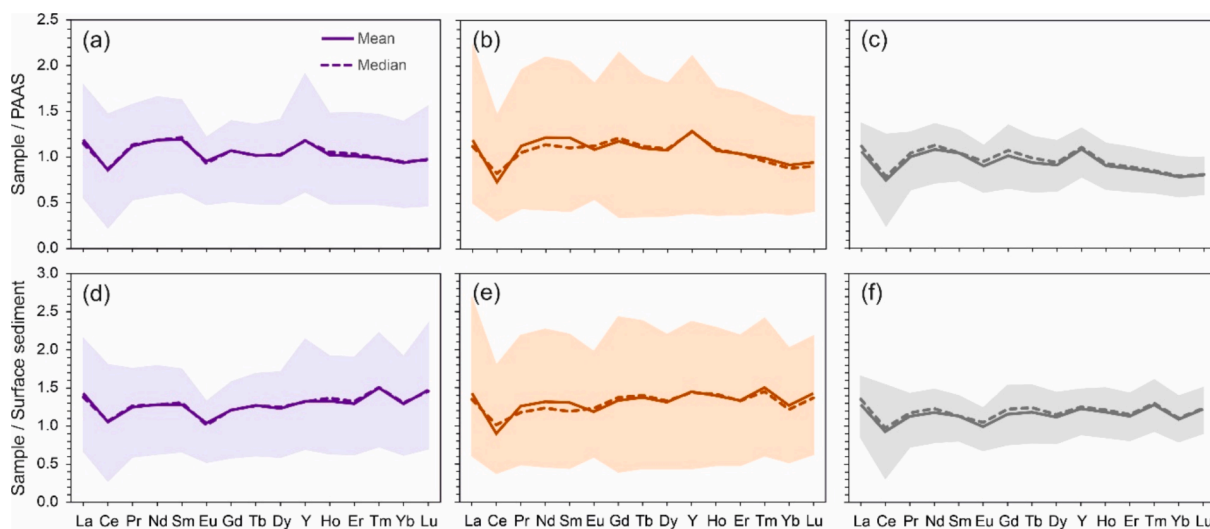 2.5
2.0
1.5
1.0
0.5
0.0
Sample / PAAS
(a)
Mean
Median
(b)
(c)
3.0
2.5
2.0
1.5
1.0
0.5
0.0
Sample / Surface sediment
(d)
(e)
(f)
La Ce Pr Nd Sm Eu Gd Tb Dy Y Ho Er Tm Yb Lu
La Ce Pr Nd Sm Eu Gd Tb Dy Y Ho Er Tm Yb Lu
La Ce Pr Nd Sm Eu Gd Tb Dy Y Ho Er Tm Yb Lu